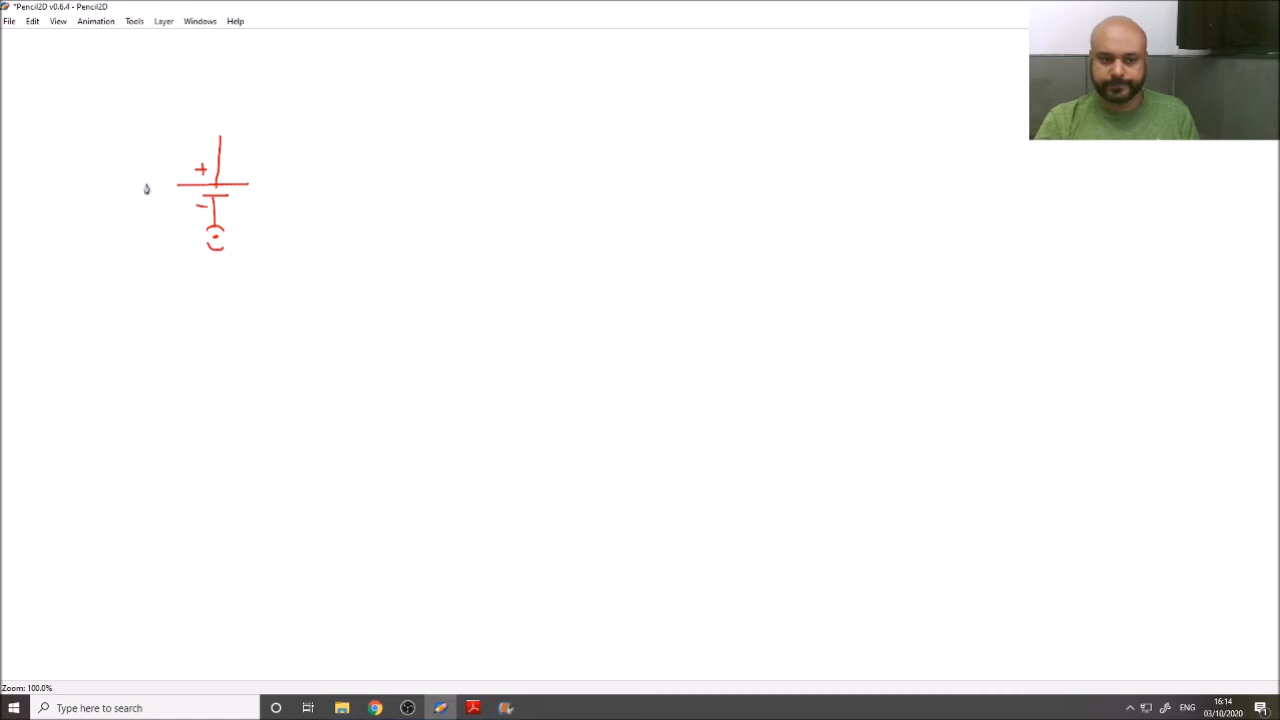 *Pencil2D v0.6.4 - Pencil2D
File Edit View Animation Tools Layer Windows Help
+
-
Zoom: 100.0%
Type here to search
ENG
16:14
03/10/2020
1